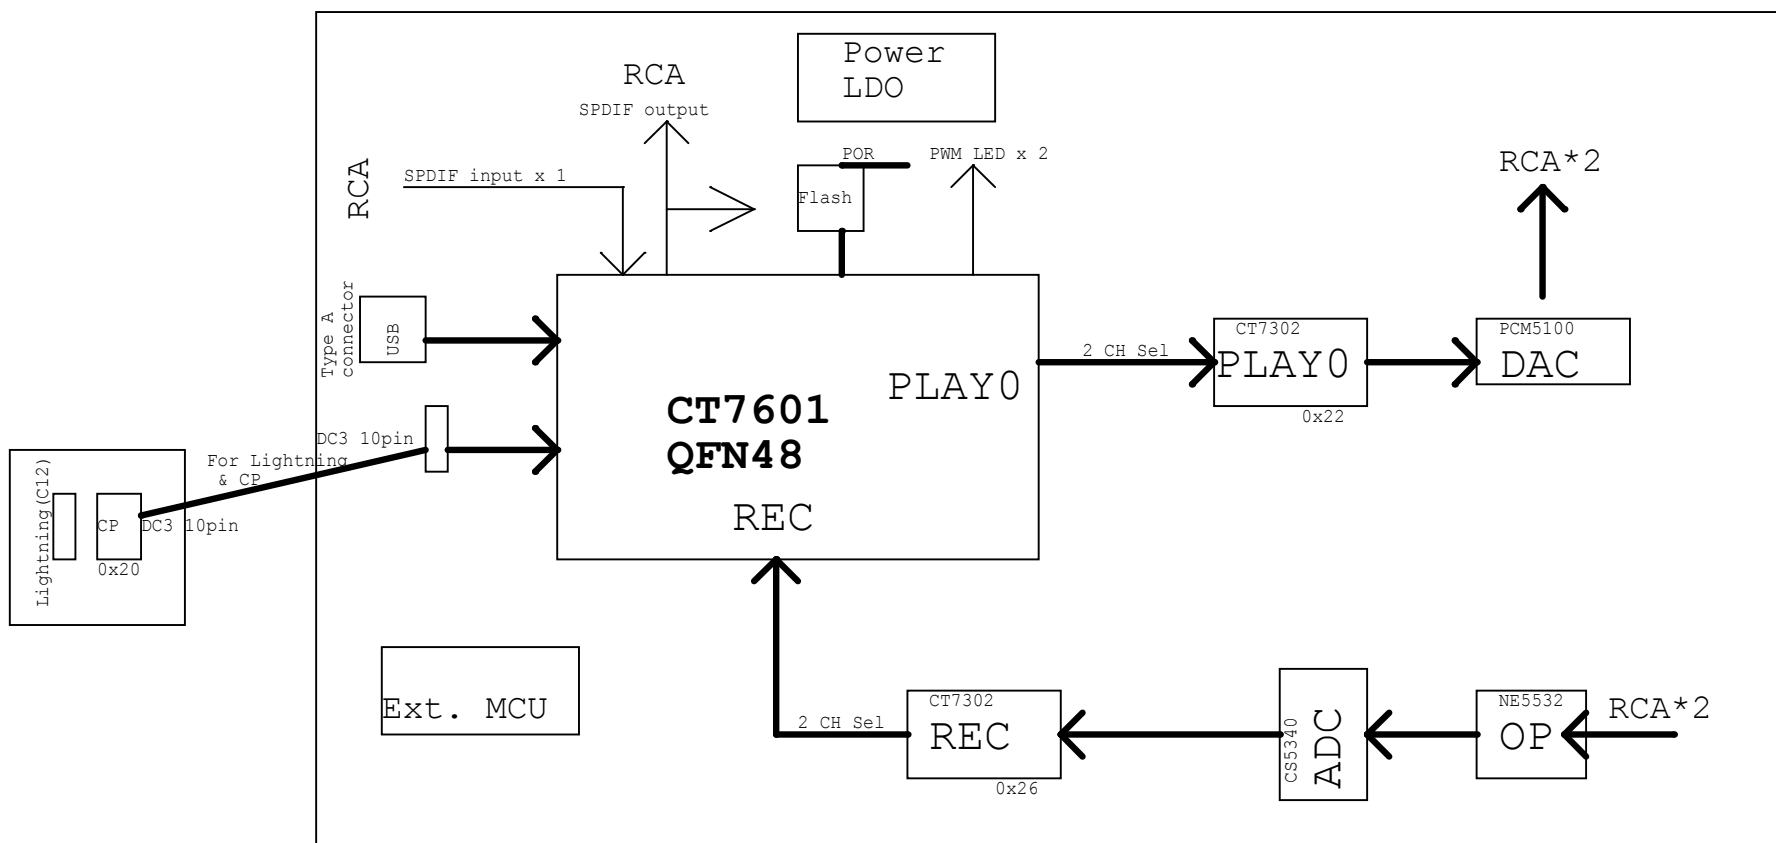 Power
LDO
RCA
SPDIF output
RCA
SPDIF input x 1
POR
PWM LED x 2
Flash
RCA*2
Type A
connector
USB
CT7302
PLAY0
0x22
PCM5100
DAC
2 CH Sel
PLAY0
CT7601
QFN48
REC
DC3 10pin
For Lightning
& CP
Lightning(C12)
CP
DC3 10pin
0x20
Ext. MCU
2 CH Sel
CT7302
REC
0x26
CS5340
ADC
NE5532
OP
RCA*2